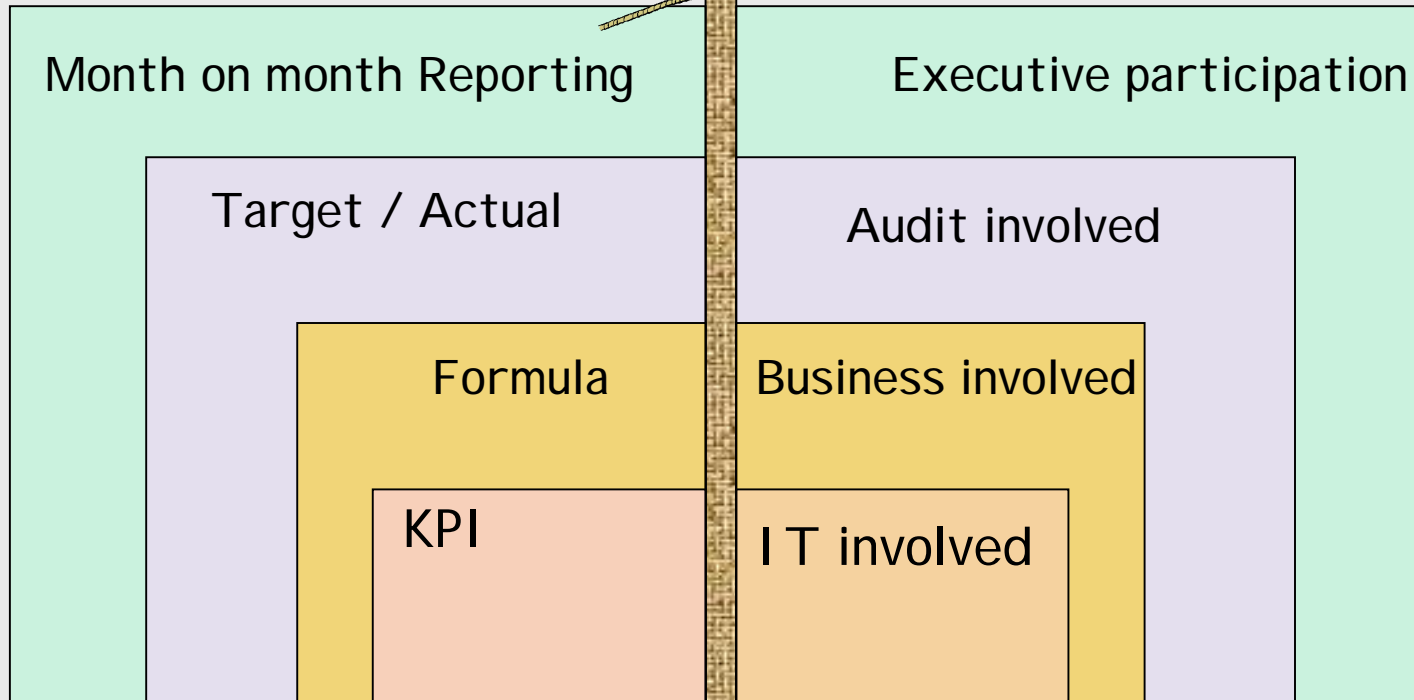 Month on month Reporting
Executive participation
Target / Actual
Audit involved
Formula
Business involved
KPI
IT involved